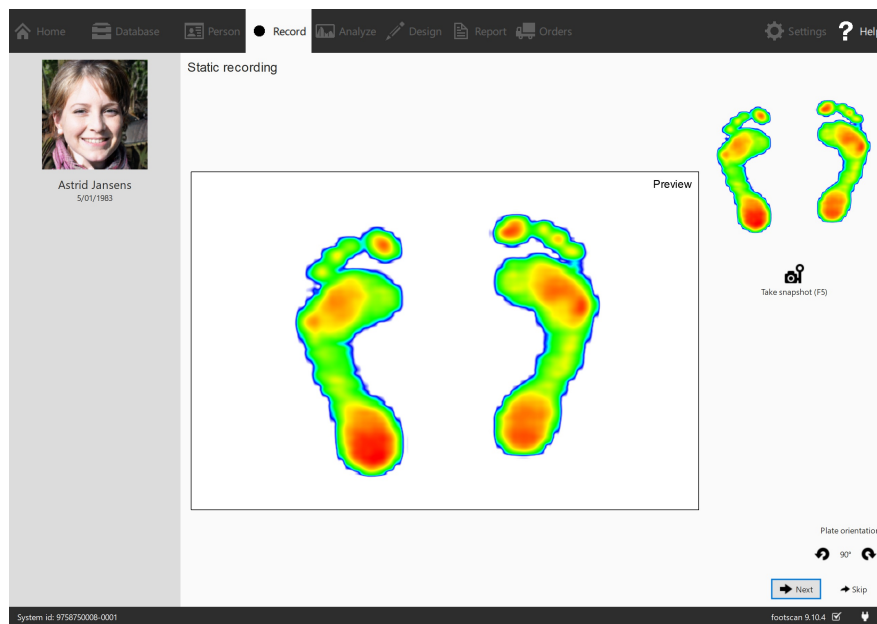 Home Database Person Record Analyze Design Report Orders Settings Help
Static recording
Astrid Jansens
5/01/1983
Preview
Take snapshot (F5)
Plate orientation
90°
Next Skip
System id: 9758750008-0001 footscan 9.10.4